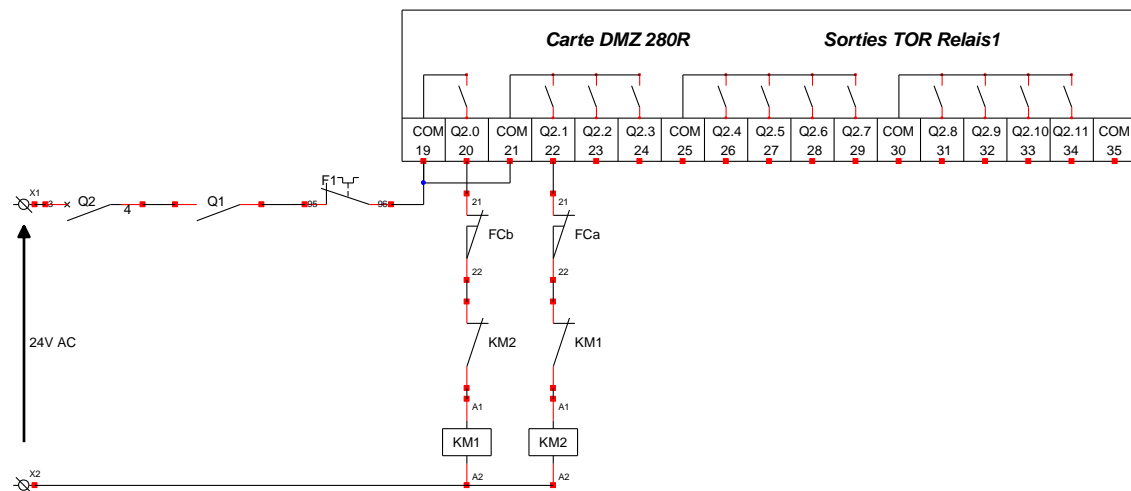 Carte DMZ 280R Sorties TOR Relais1
COM Q2.0 COM Q2.1 Q2.2 Q2.3 COM Q2.4 Q2.5 Q2.6 Q2.7 COM Q2.8 Q2.9 Q2.10 Q2.11 COM
19 20 21 22 23 24 25 26 27 28 29 30 31 32 33 34 35
X1 3 Q2 4 Q1 95 F1 96
21 21
FCb FCa
22 22
KM2 KM1
24V AC
A1 A1
KM1 KM2
X2 A2 A2